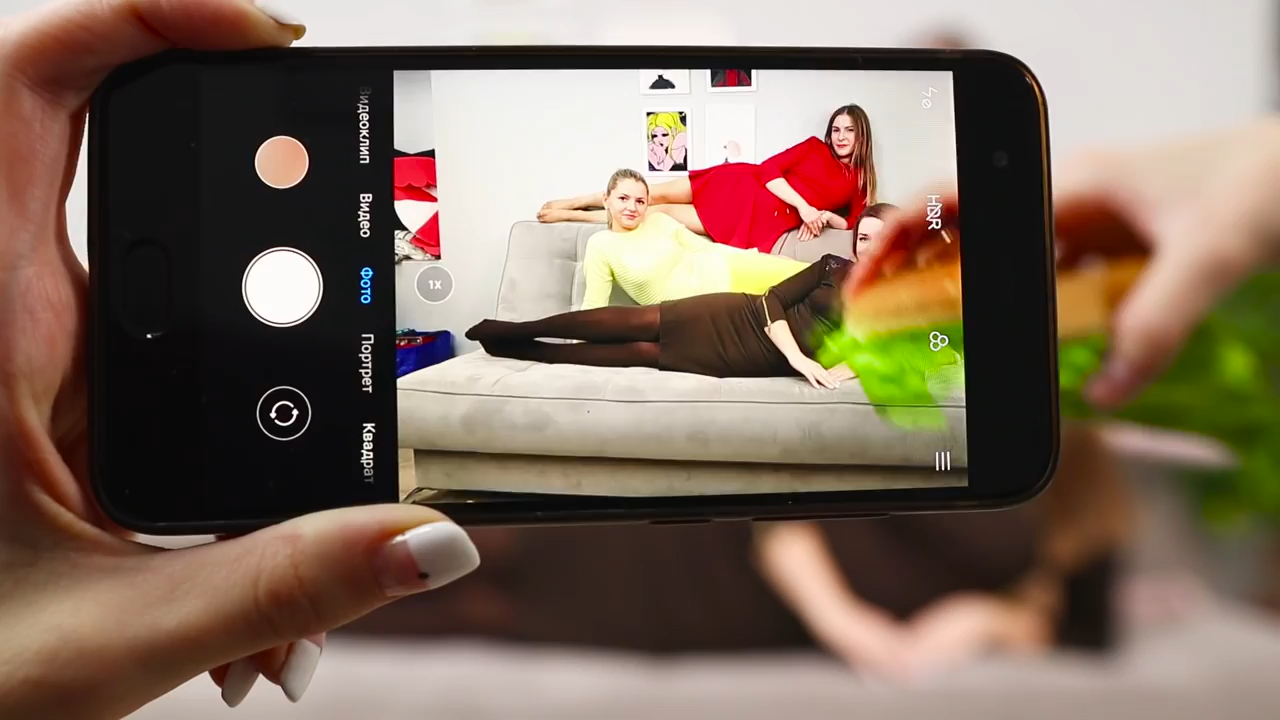 Видеоклип
Видео
Фото
Портрет
Квадрат
1X
HDR